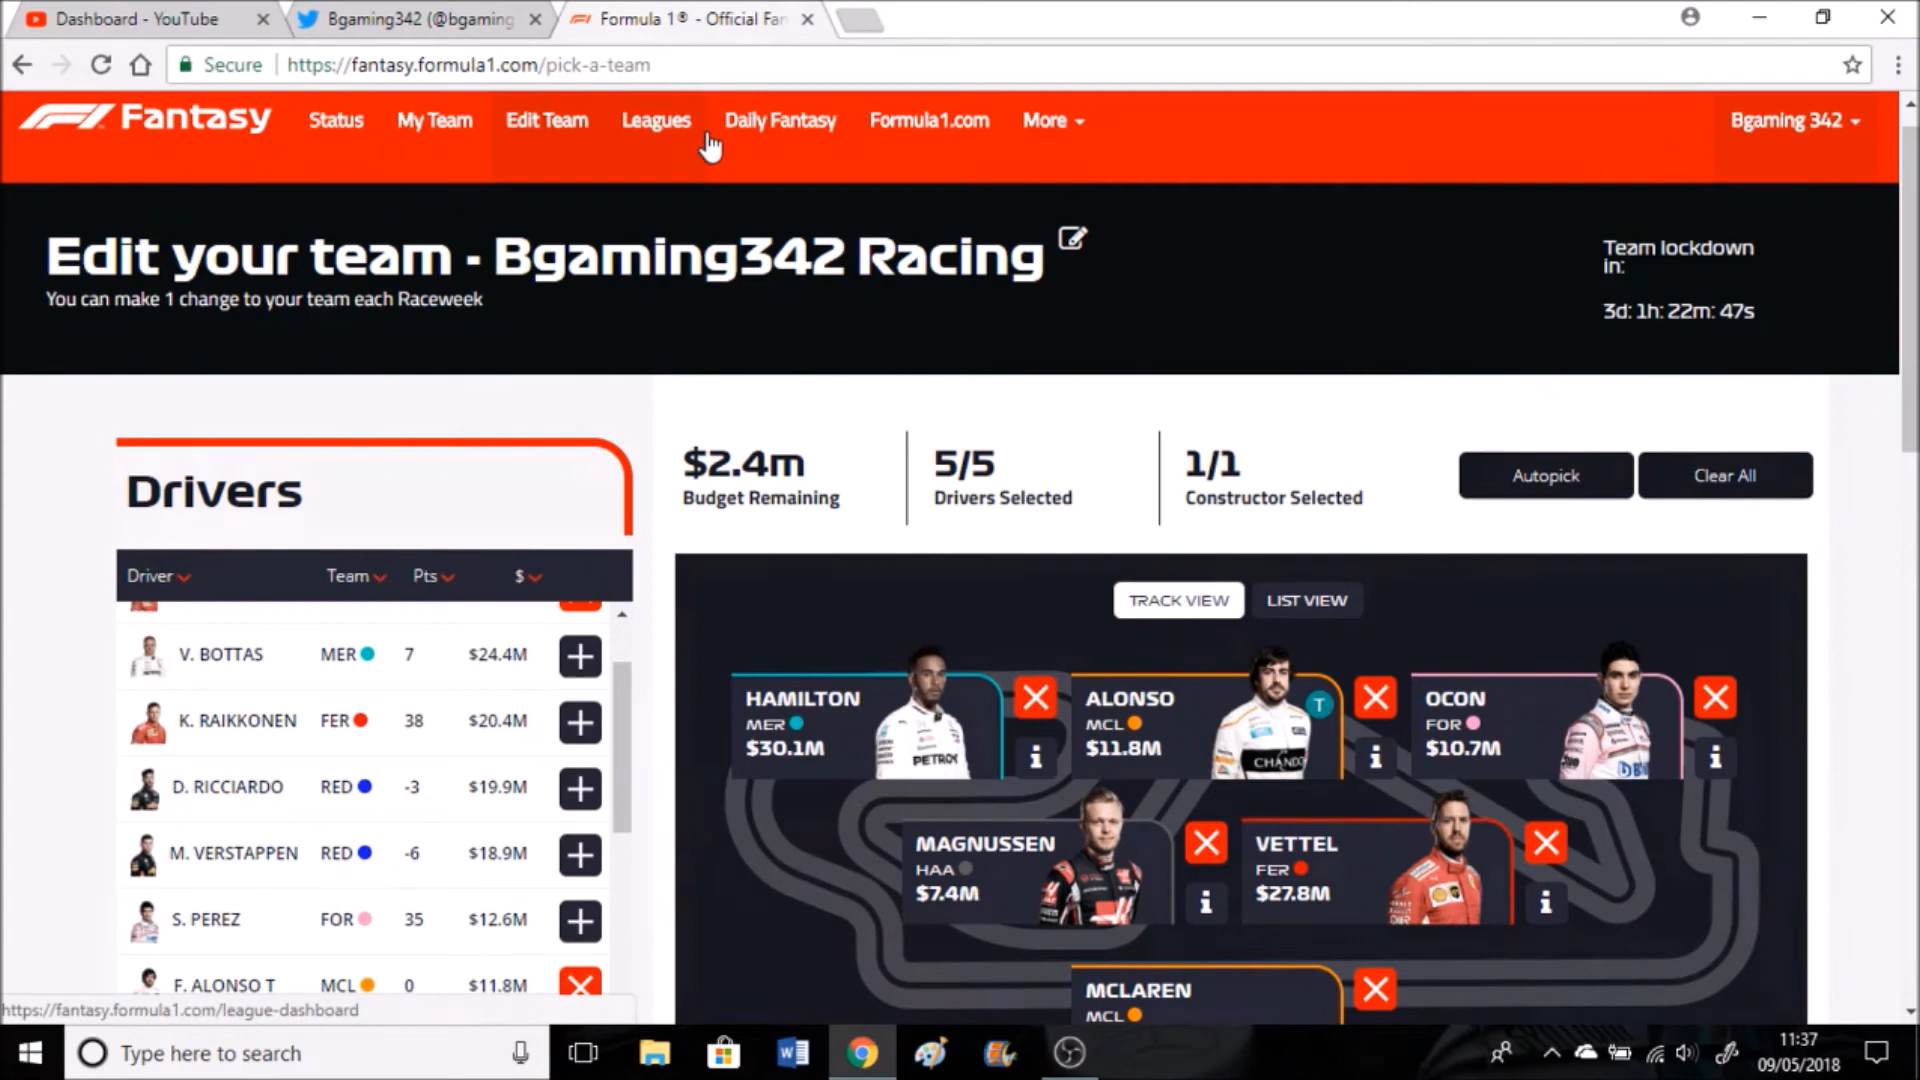 Dashboard - YouTube
Bgaming342 (@bgaming
Formula 1® - Official Fan
Secure
https://fantasy.formula1.com/pick-a-team
Fantasy
Status
My Team
Edit Team
Leagues
Daily Fantasy
Formula1.com
More
Bgaming 342
Edit your team - Bgaming342 Racing
You can make 1 change to your team each Raceweek
Team lockdown
in:
3d: 1h: 22m: 47s
Drivers
$2.4m
Budget Remaining
5/5
Drivers Selected
1/1
Constructor Selected
Autopick
Clear All
Driver Team Pts $
V. BOTTAS MER 7 $24.4M
K. RAIKKONEN FER 38 $20.4M
D. RICCIARDO RED -3 $19.9M
M. VERSTAPPEN RED -6 $18.9M
S. PEREZ FOR 35 $12.6M
F. ALONSO T MCL 0 $11.8M
TRACK VIEW
LIST VIEW
HAMILTON
MER
$30.1M
PETRON
ALONSO
MCL
$11.8M
T
CHANDO
OCON
FOR
$10.7M
MAGNUSSEN
HAA
$7.4M
VETTEL
FER
$27.8M
MCLAREN
MCL
https://fantasy.formula1.com/league-dashboard
Type here to search
11:37
09/05/2018